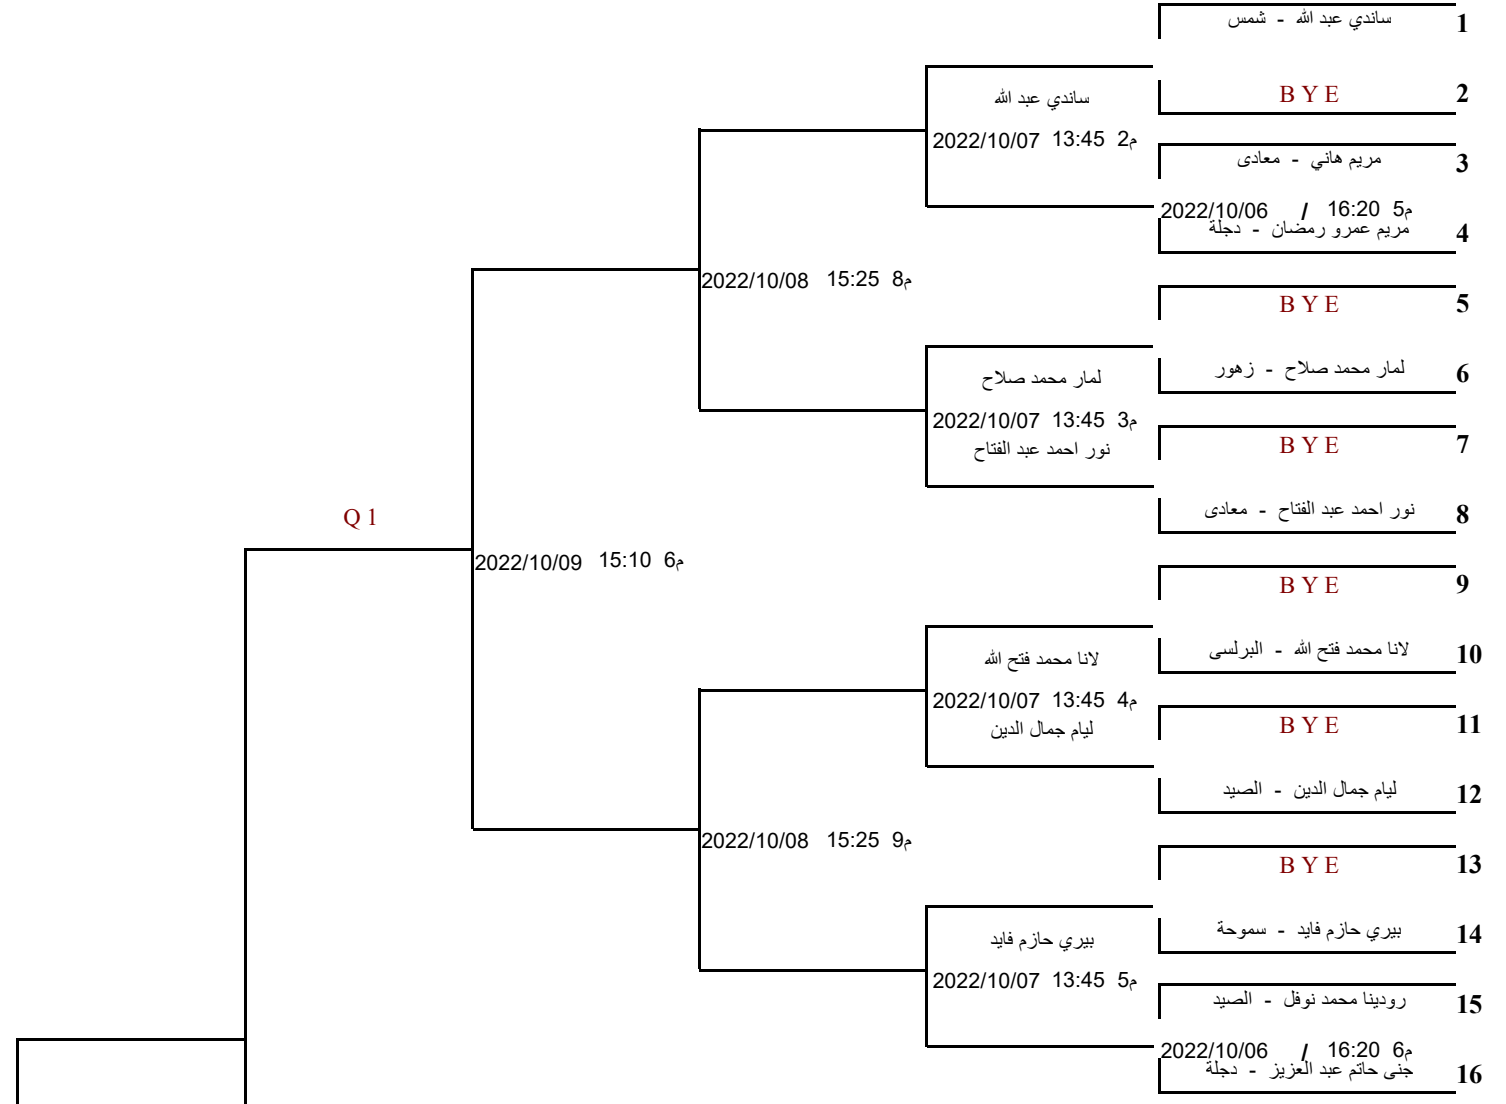 ساندي عبد الله - شمس 1
B Y E 2
ساندي عبد الله
2022/10/07 13:45 م2
مريم هاني - معادى 3
2022/10/06 / 16:20 م5
مريم عمرو رمضان - دجلة 4
2022/10/08 15:25 م8
B Y E 5
لمار محمد صلاح - زهور 6
لمار محمد صلاح
2022/10/07 13:45 م3
نور احمد عبد الفتاح
B Y E 7
نور احمد عبد الفتاح - معادى 8
Q 1
2022/10/09 15:10 م6
B Y E 9
لانا محمد فتح الله - البرلسى 10
لانا محمد فتح الله
2022/10/07 13:45 م4
ليام جمال الدين
B Y E 11
ليام جمال الدين - الصيد 12
2022/10/08 15:25 م9
B Y E 13
بيري حازم فايد - سموحة 14
بيري حازم فايد
2022/10/07 13:45 م5
رودينا محمد نوفل - الصيد 15
2022/10/06 / 16:20 م6
جنى حاتم عبد العزيز - دجلة 16